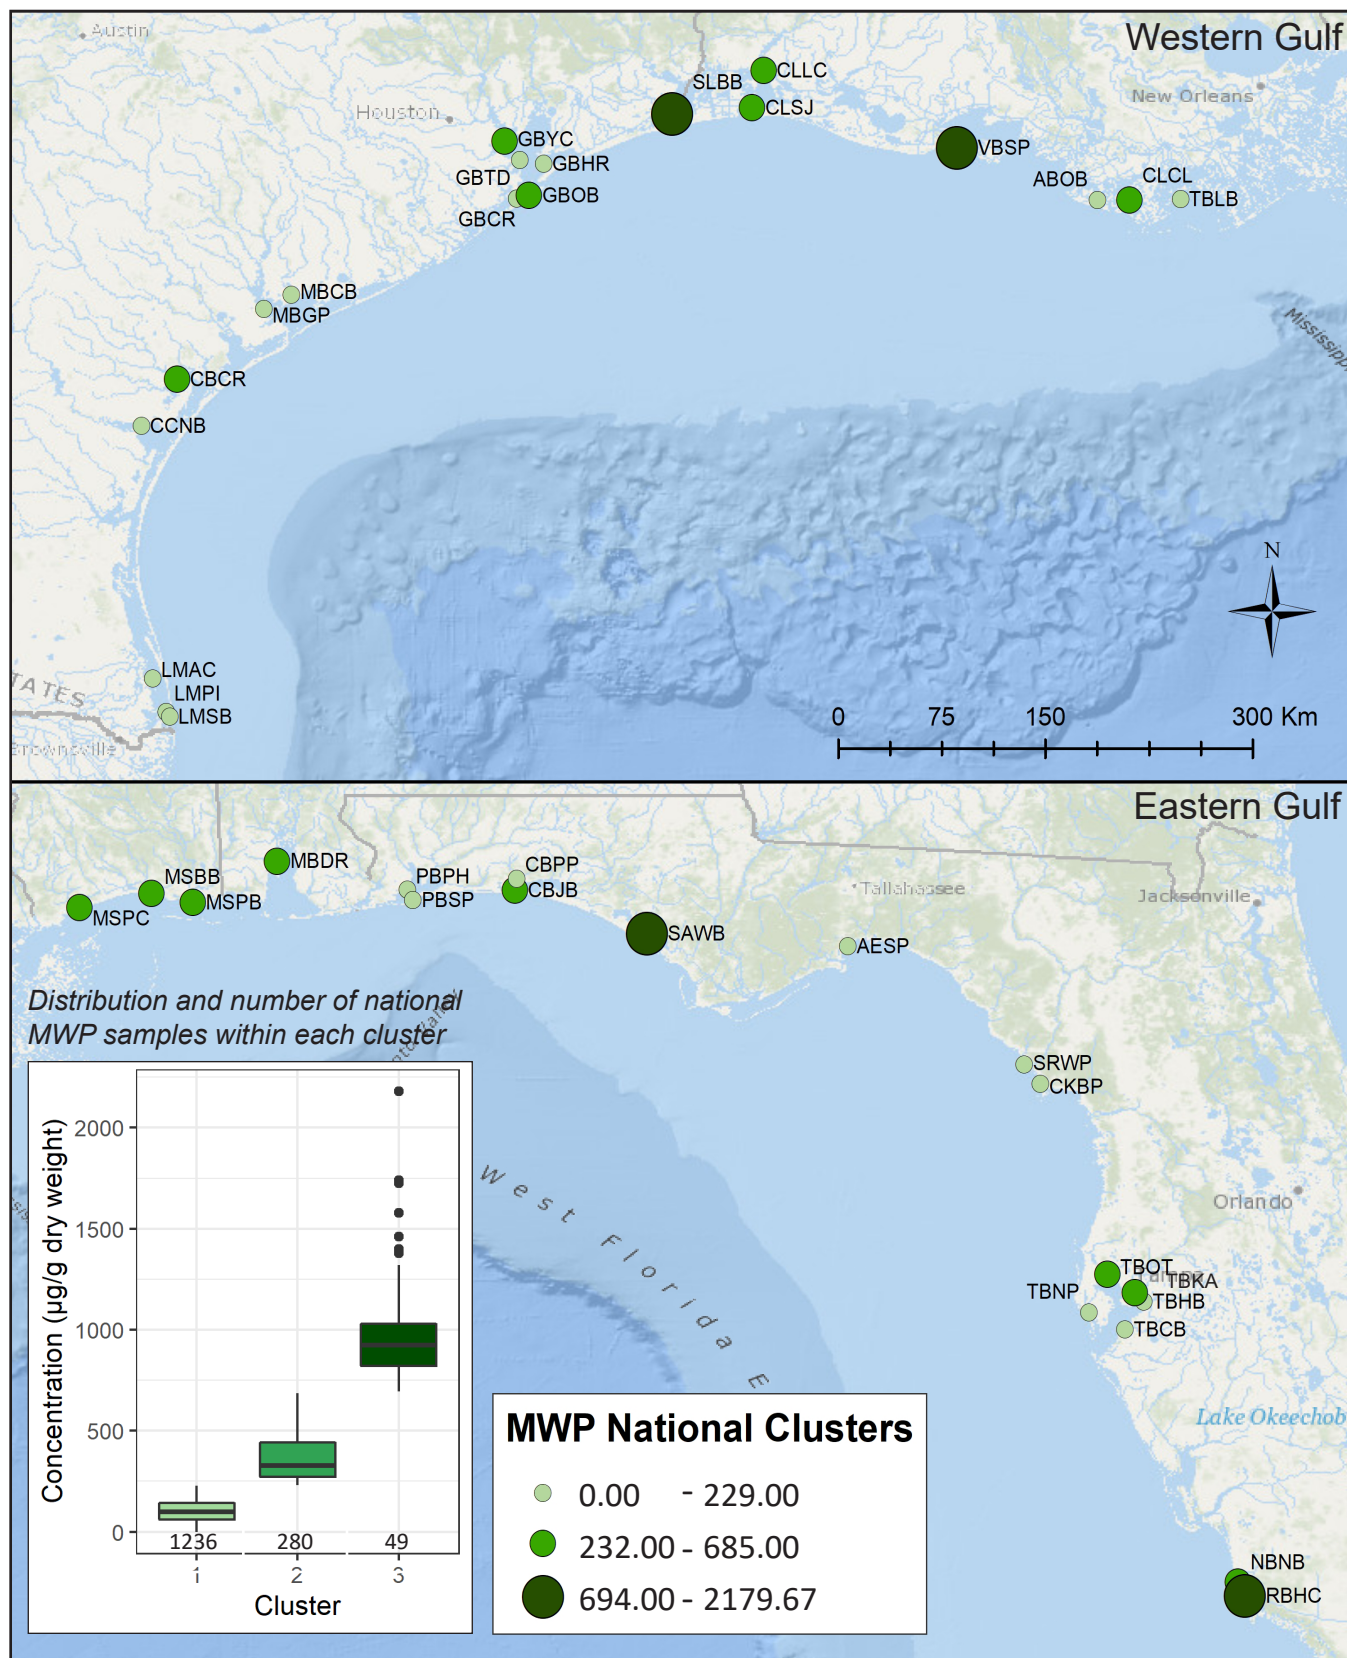 Western Gulf
Austin
Houston
New Orleans
SLBB
CLLC
CLSJ
GBYC
GBTD
GBHR
GBOB
GBCR
VBSP
ABOB
CLCL
TBLB
MBCB
MBGP
Mississipp
CBCR
CCNB
N
LMAC
TATES
LMPI
LMSB
Brownsville
0 75 150 300 Km
Eastern Gulf
MBDR
MSBB
MSPB
MSPC
PBPH
PBSP
CBPP
CBJB
Tallahassee
Jacksonville
SAWB
AESP
Distribution and number of national
MWP samples within each cluster
SRWP
CKBP
West Florida E
Orlando
TBOT
TBKA
TBNP
TBHB
TBCB
Lake Okeechob
NBNB
RBHC
Concentration (µg/g dry weight)
2000
1500
1000
500
0
1236 280 49
1 2 3
Cluster
MWP National Clusters
0.00 - 229.00
232.00 - 685.00
694.00 - 2179.67